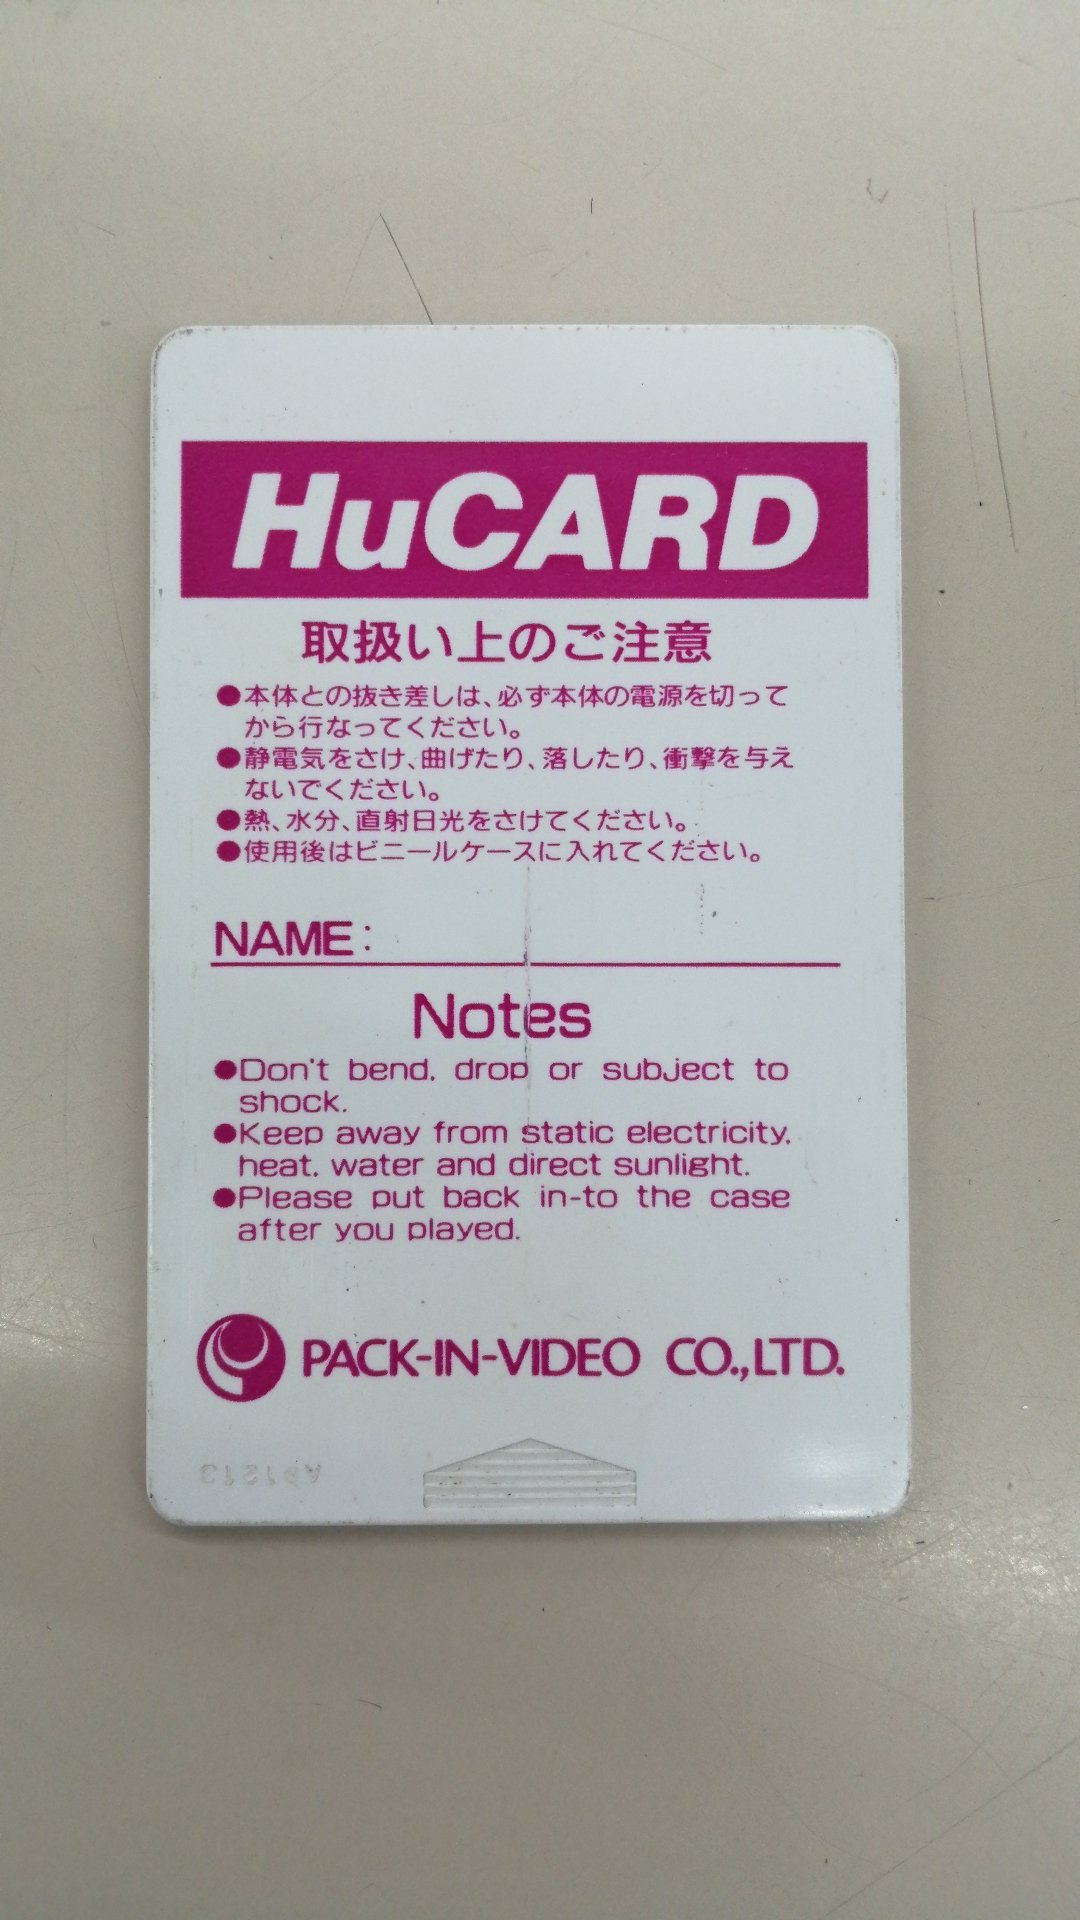 HuCARD
取扱い上のご注意
●本体との抜き差しは、必ず本体の電源を切って
から行なってください。
●静電気をさけ、曲げたり、落したり、衝撃を与え
ないでください。
●熱、水分、直射日光をさけてください。
●使用後はビニールケースに入れてください。
NAME:
Notes
●Don't bend, drop or subject to
shock.
●Keep away from static electricity,
heat, water and direct sunlight.
●Please put back in-to the case
after you played.
PACK-IN-VIDEO CO.,LTD.